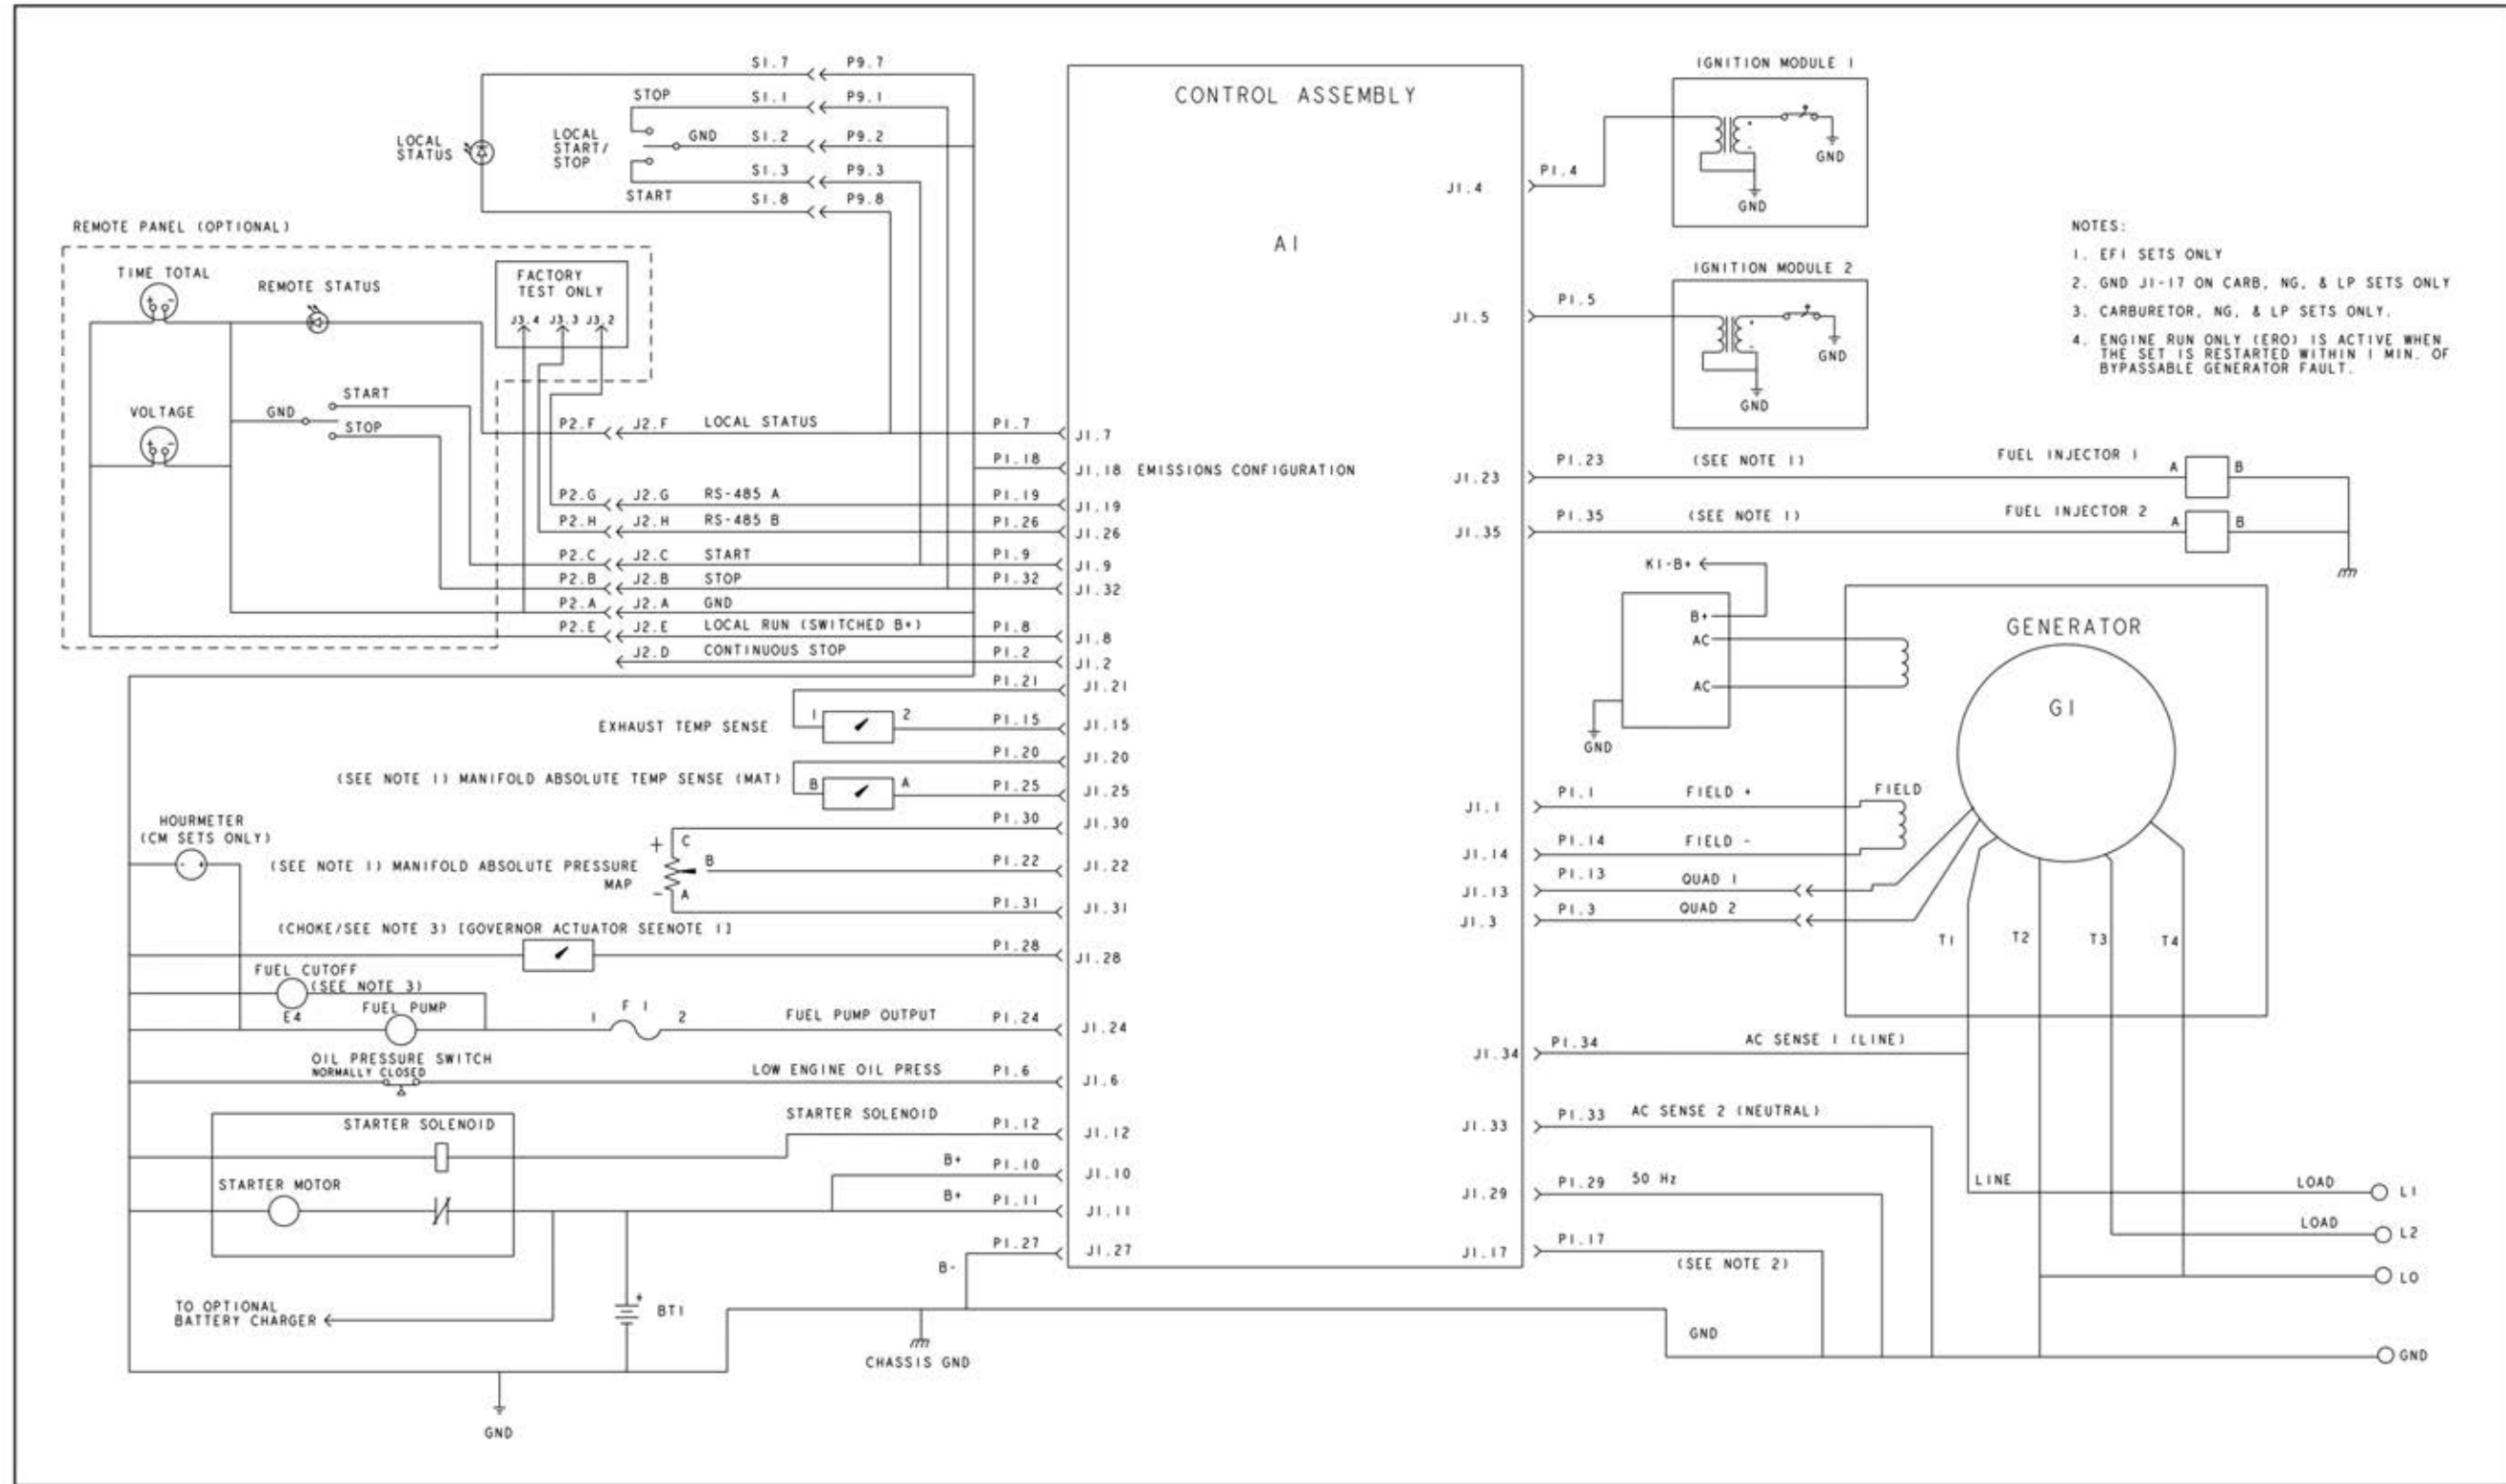 S1.7 P9.7
STOP S1.1 P9.1
LOCAL STATUS
LOCAL START/ STOP
GND S1.2 P9.2
S1.3 P9.3
START S1.8 P9.8
REMOTE PANEL (OPTIONAL)
TIME TOTAL
REMOTE STATUS
FACTORY
TEST ONLY
J3.4 J3.3 J3.2
VOLTAGE
GND
START
STOP
P2.F J2.F LOCAL STATUS P1.7 J1.7
P1.18 J1.18 EMISSIONS CONFIGURATION
P2.G J2.G RS-485 A P1.19 J1.19
P2.H J2.H RS-485 B P1.26 J1.26
P2.C J2.C START P1.9 J1.9
P2.B J2.B STOP P1.32 J1.32
P2.A J2.A GND
P2.E J2.E LOCAL RUN (SWITCHED B+) P1.8 J1.8
J2.D CONTINUOUS STOP P1.2 J1.2
P1.21 J1.21
EXHAUST TEMP SENSE 1 2 P1.15 J1.15
P1.20 J1.20
(SEE NOTE 1) MANIFOLD ABSOLUTE TEMP SENSE (MAT) B A P1.25 J1.25
HOURMETER
(CM SETS ONLY)
- +
+ C P1.30 J1.30
(SEE NOTE 1) MANIFOLD ABSOLUTE PRESSURE B P1.22 J1.22
MAP - A P1.31 J1.31
(CHOKE/SEE NOTE 3) [GOVERNOR ACTUATOR SEENOTE 1]
P1.28 J1.28
FUEL CUTOFF
(SEE NOTE 3)
E4
FUEL PUMP
1 F1 2 FUEL PUMP OUTPUT P1.24 J1.24
OIL PRESSURE SWITCH
NORMALLY CLOSED
LOW ENGINE OIL PRESS P1.6 J1.6
STARTER SOLENOID
STARTER SOLENOID P1.12 J1.12
B+ P1.10 J1.10
STARTER MOTOR
B+ P1.11 J1.11
P1.27 J1.27
B-
TO OPTIONAL
BATTERY CHARGER
+ BT1
CHASSIS GND
GND
CONTROL ASSEMBLY
A1
IGNITION MODULE 1
J1.4 P1.4
GND
GND
IGNITION MODULE 2
J1.5 P1.5
GND
GND
NOTES:
1. EFI SETS ONLY
2. GND J1-17 ON CARB, NG, & LP SETS ONLY
3. CARBURETOR, NG, & LP SETS ONLY.
4. ENGINE RUN ONLY (ERO) IS ACTIVE WHEN
THE SET IS RESTARTED WITHIN 1 MIN. OF
BYPASSABLE GENERATOR FAULT.
J1.23 P1.23 (SEE NOTE 1) FUEL INJECTOR 1 A B
J1.35 P1.35 (SEE NOTE 1) FUEL INJECTOR 2 A B
K1-B+
B+
AC
AC
GND
GENERATOR
G1
J1.1 P1.1 FIELD + FIELD
J1.14 P1.14 FIELD -
J1.13 P1.13 QUAD 1
J1.3 P1.3 QUAD 2
T1 T2 T3 T4
J1.34 P1.34 AC SENSE 1 (LINE)
J1.33 P1.33 AC SENSE 2 (NEUTRAL)
J1.29 P1.29 50 Hz
LINE LOAD L1
LOAD L2
J1.17 P1.17
(SEE NOTE 2)
L0
GND
GND